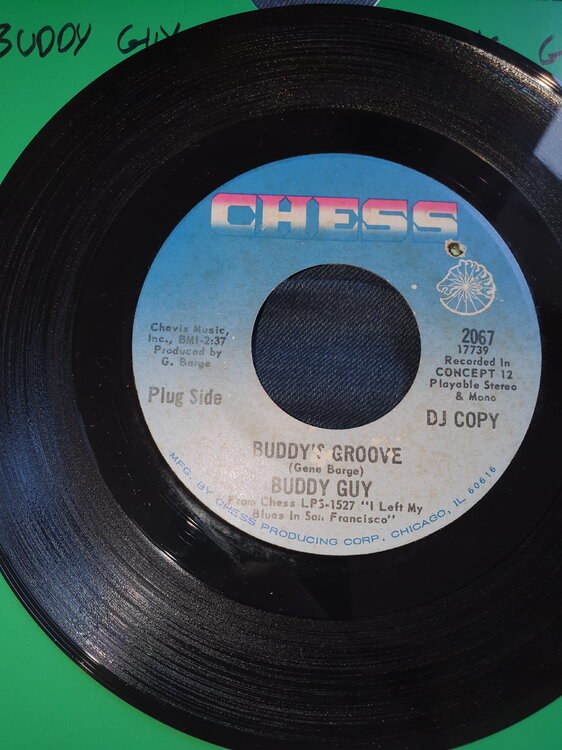 BUDDY GUY
G
CHESS
Chevis Music,
Inc., BMI-2:37
Produced by
G. Barge
Plug Side
2067
17739
Recorded In
CONCEPT 12
Playable Stereo
& Mono
DJ COPY
BUDDY'S GROOVE
(Gene Barge)
BUDDY GUY
From Chess LPS-1527 "I Left My
Blues In San Francisco"
MFG. BY CHESS PRODUCING CORP. CHICAGO, IL 60616